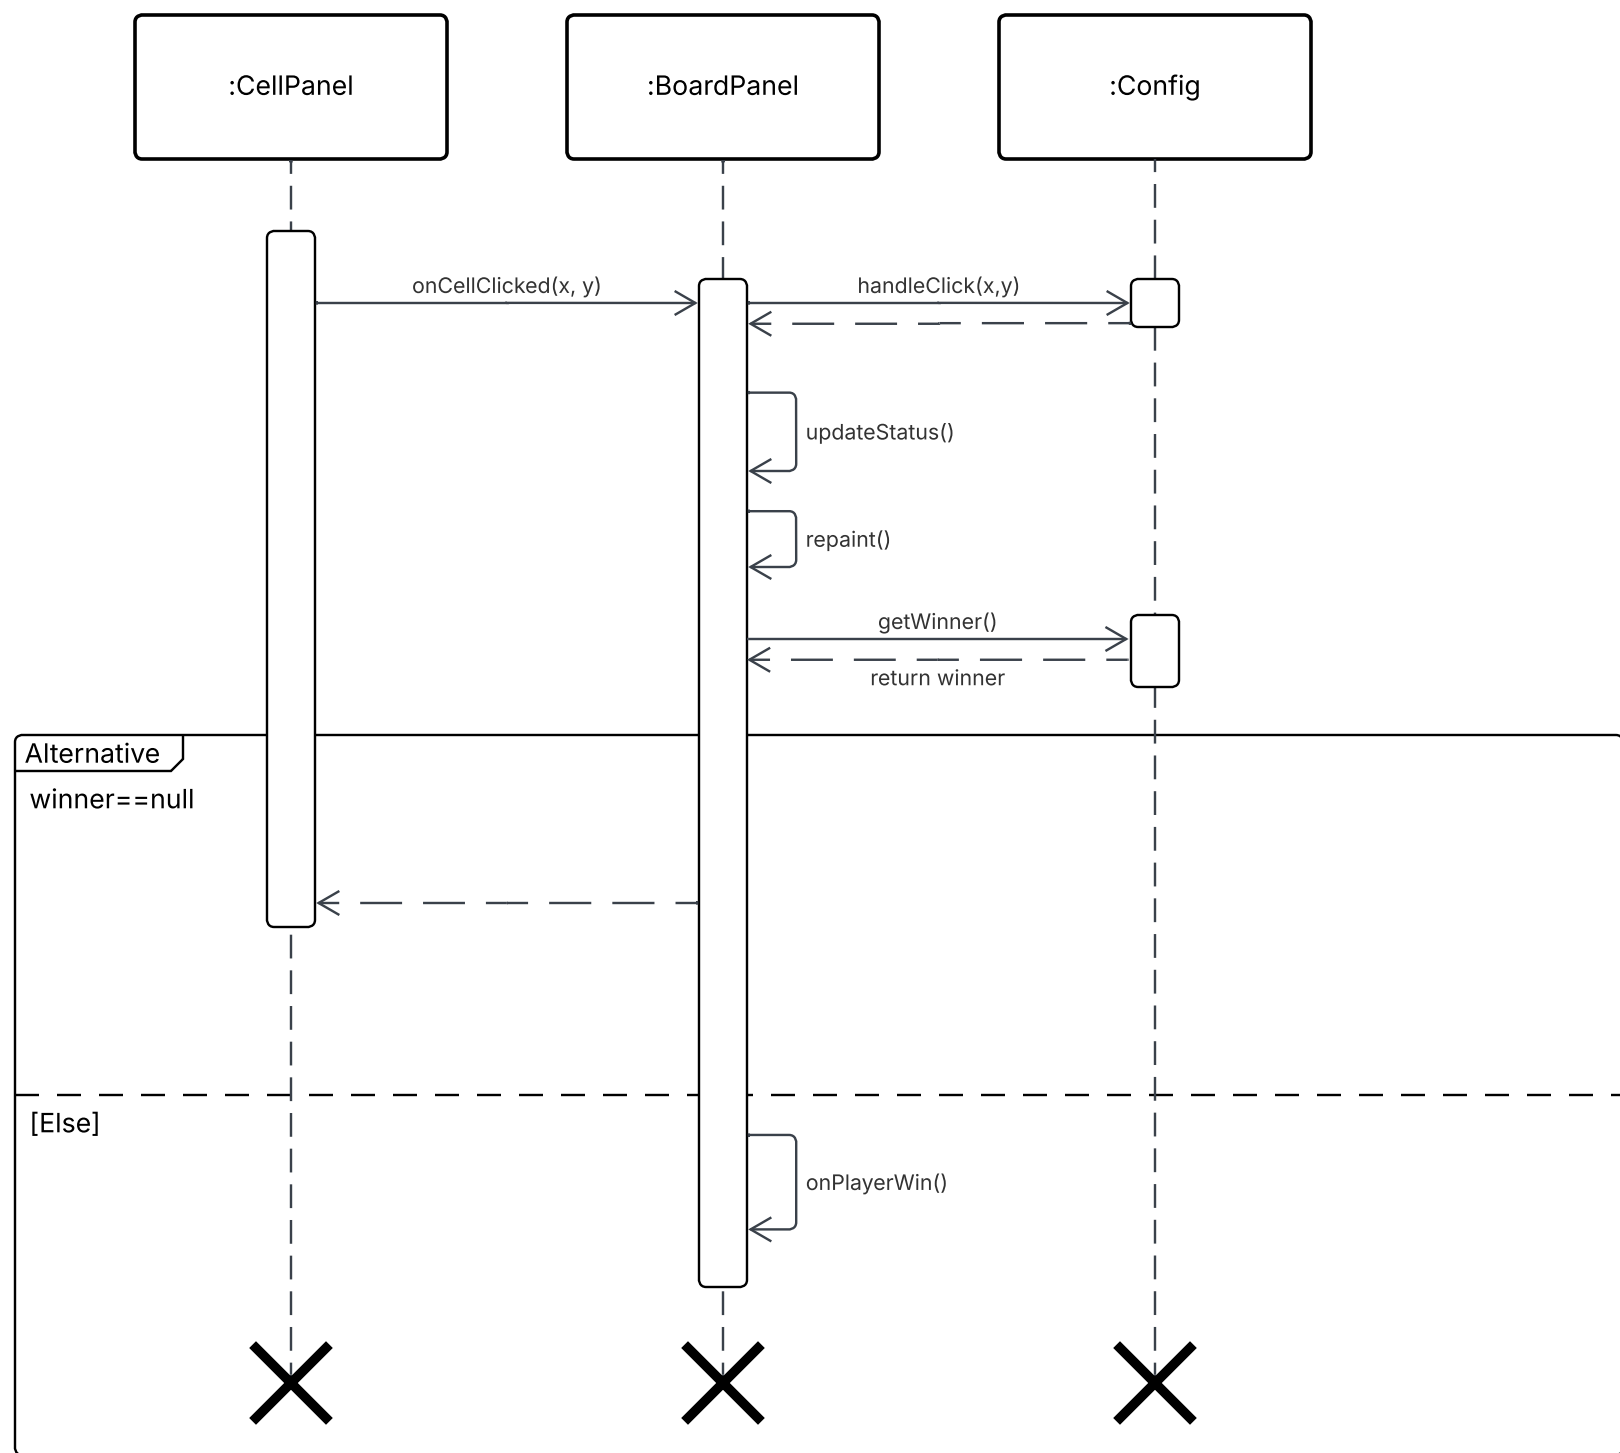 :CellPanel
:BoardPanel
:Config
onCellClicked(x, y)
handleClick(x,y)
updateStatus()
repaint()
getWinner()
return winner
Alternative
winner==null
[Else]
onPlayerWin()